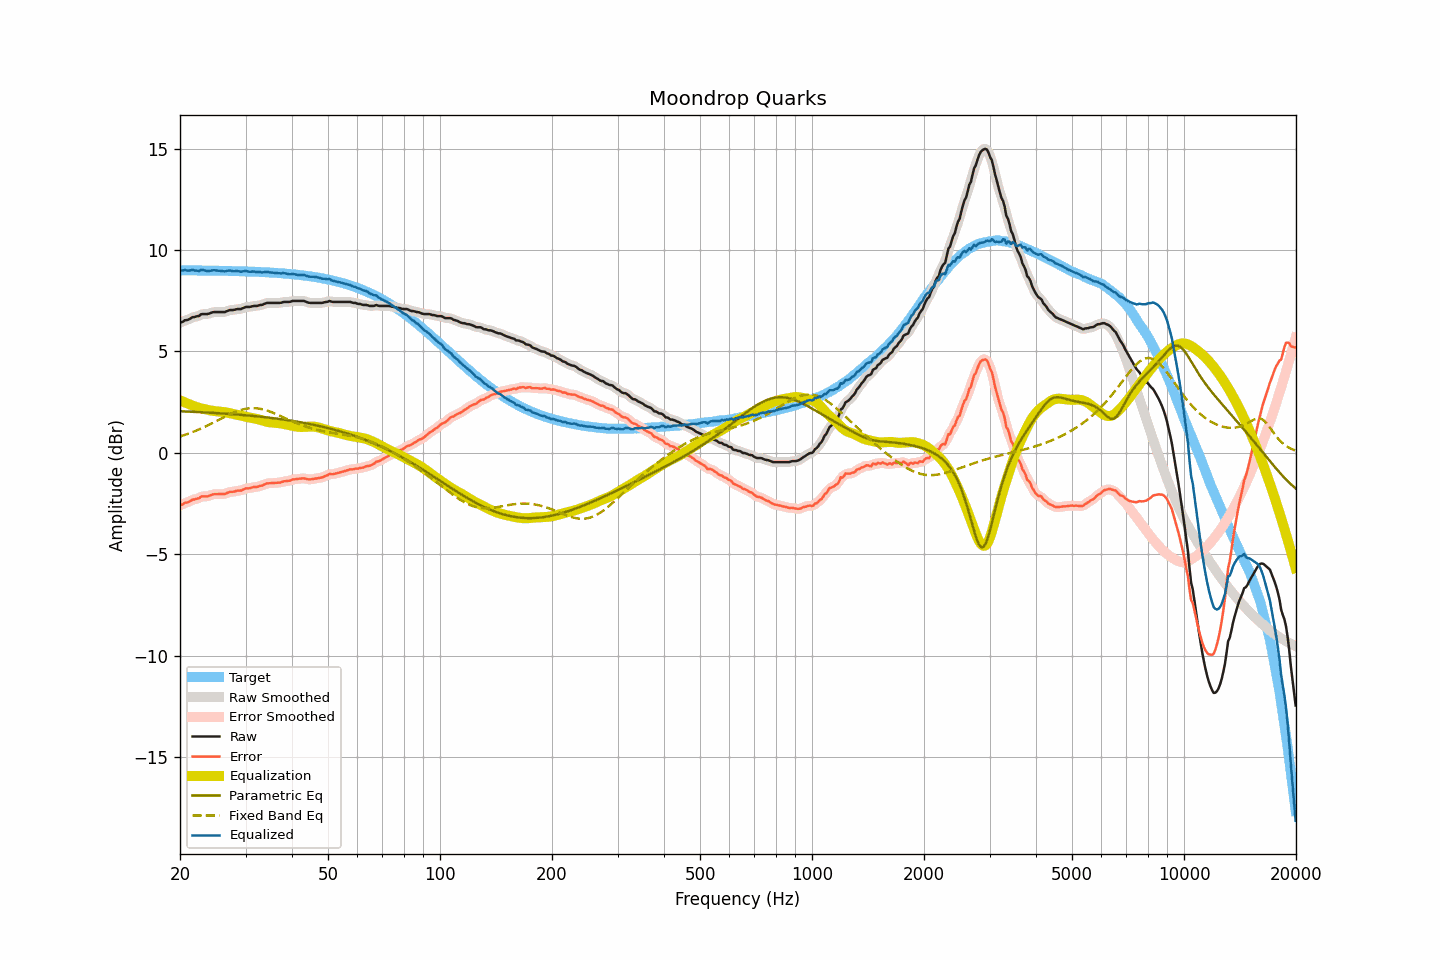 Moondrop Quarks
Amplitude (dBr)
15
10
5
0
−5
−10
−15
Target
Raw Smoothed
Error Smoothed
Raw
Error
Equalization
Parametric Eq
Fixed Band Eq
Equalized
20 50 100 200 500 1000 2000 5000 10000 20000
Frequency (Hz)